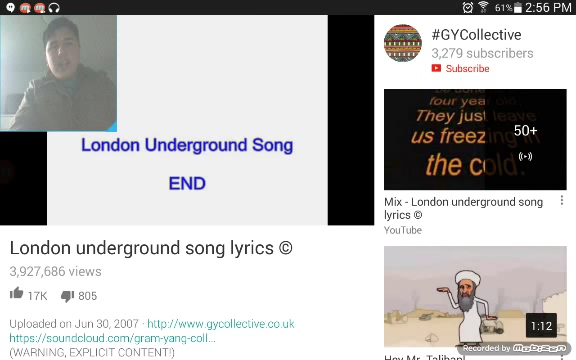 61% 2:56 PM
London Underground Song
END
London underground song lyrics ©
3,927,686 views
17K 805
Uploaded on Jun 30, 2007 · http://www.gycollective.co.uk
https://soundcloud.com/gram-yang-coll...
(WARNING, EXPLICIT CONTENT!)
#GYCollective
3,279 subscribers
Subscribe
four year old.
They just leave
us freezing in
the cold.
50+
Mix - London underground song
lyrics ©
YouTube
1:12
Hey Mr. Taliban!
Recorded by mobizen